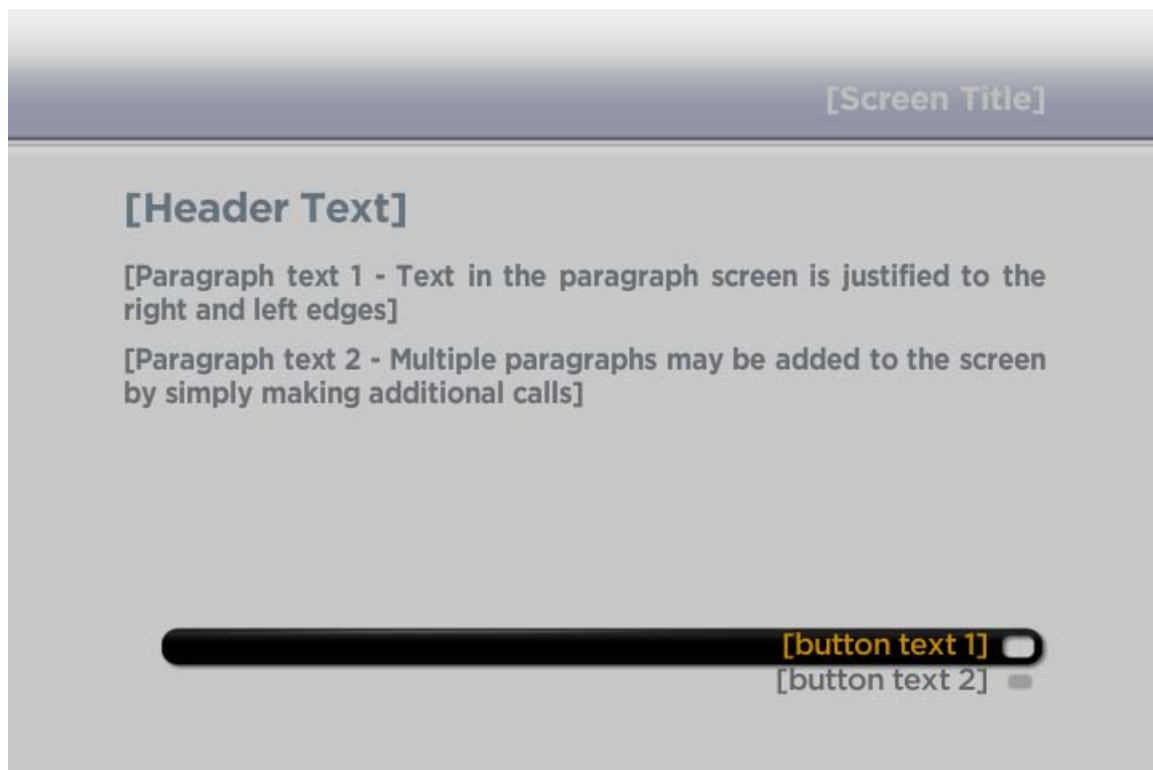 [Screen Title]
[Header Text]
[Paragraph text 1 - Text in the paragraph screen is justified to the
right and left edges]
[Paragraph text 2 - Multiple paragraphs may be added to the screen
by simply making additional calls]
[button text 1]
[button text 2]